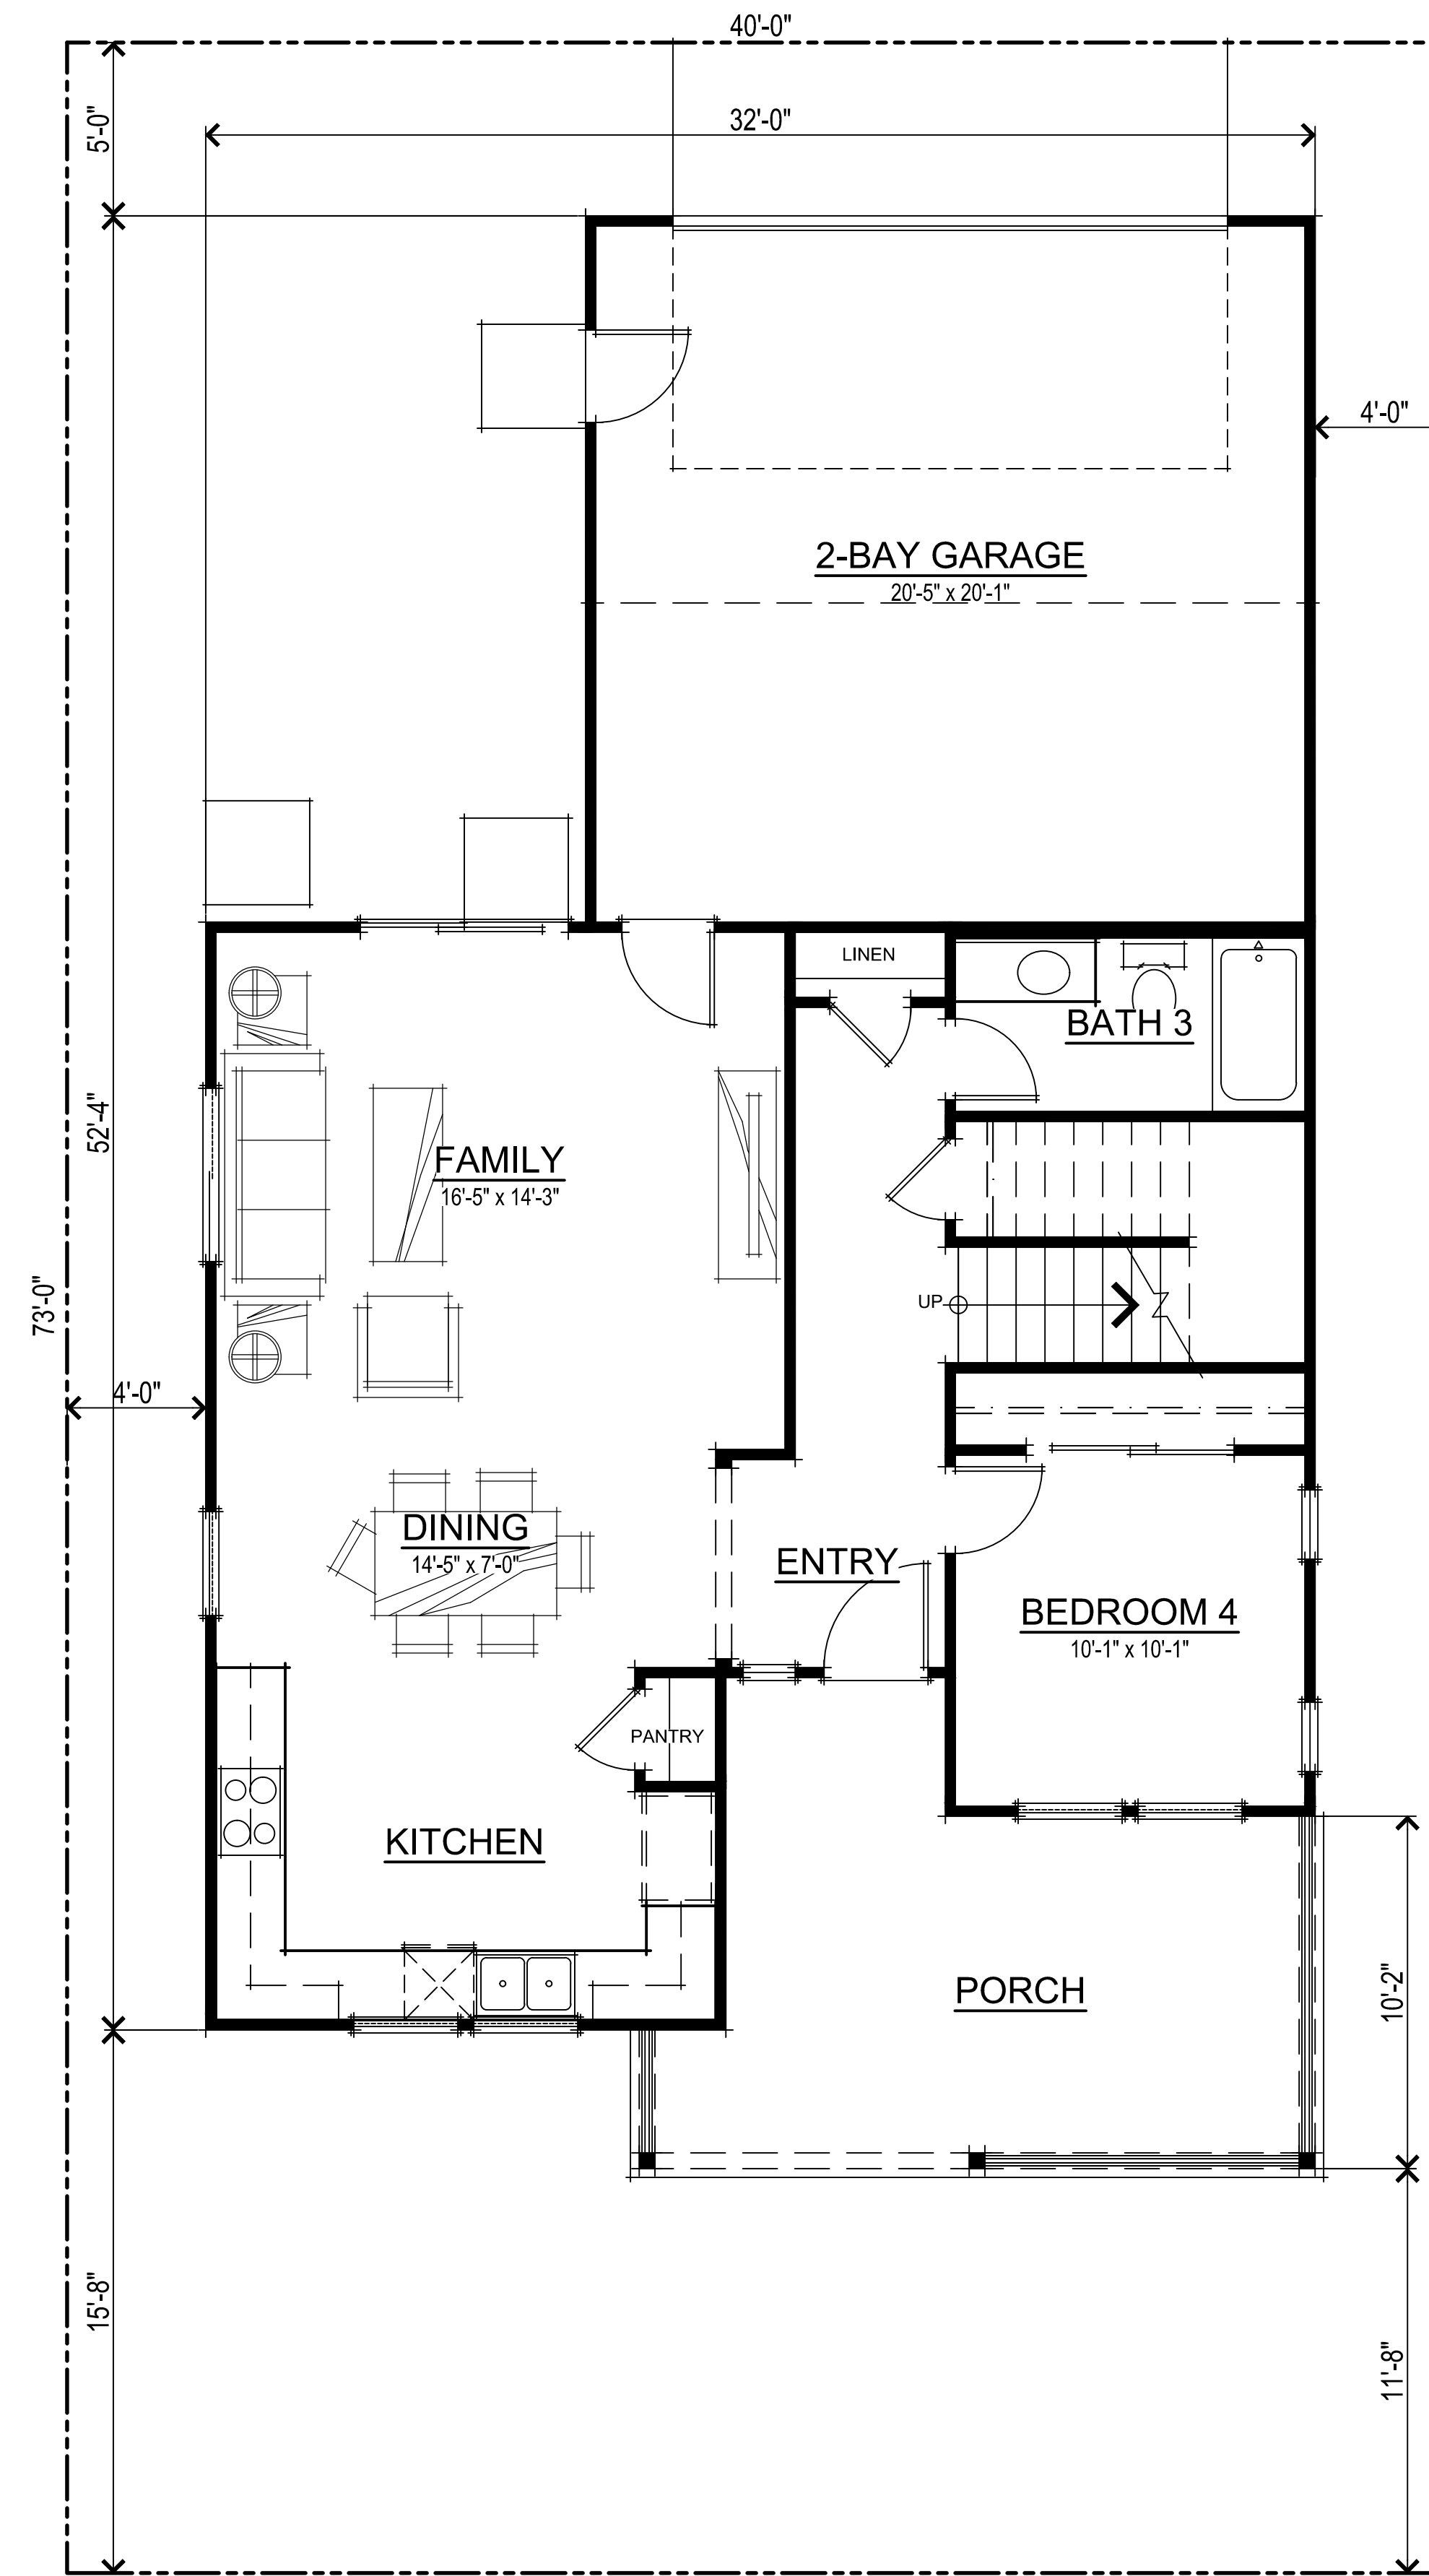 40'-0"
5'-0"
32'-0"
4'-0"
2-BAY GARAGE
20'-5" x 20'-1"
LINEN
BATH 3
52'-4"
FAMILY
16'-5" x 14'-3"
73'-0"
UP
4'-0"
DINING
14'-5" x 7'-0"
ENTRY
BEDROOM 4
10'-1" x 10'-1"
PANTRY
KITCHEN
PORCH
10'-2"
15'-8"
11'-8"